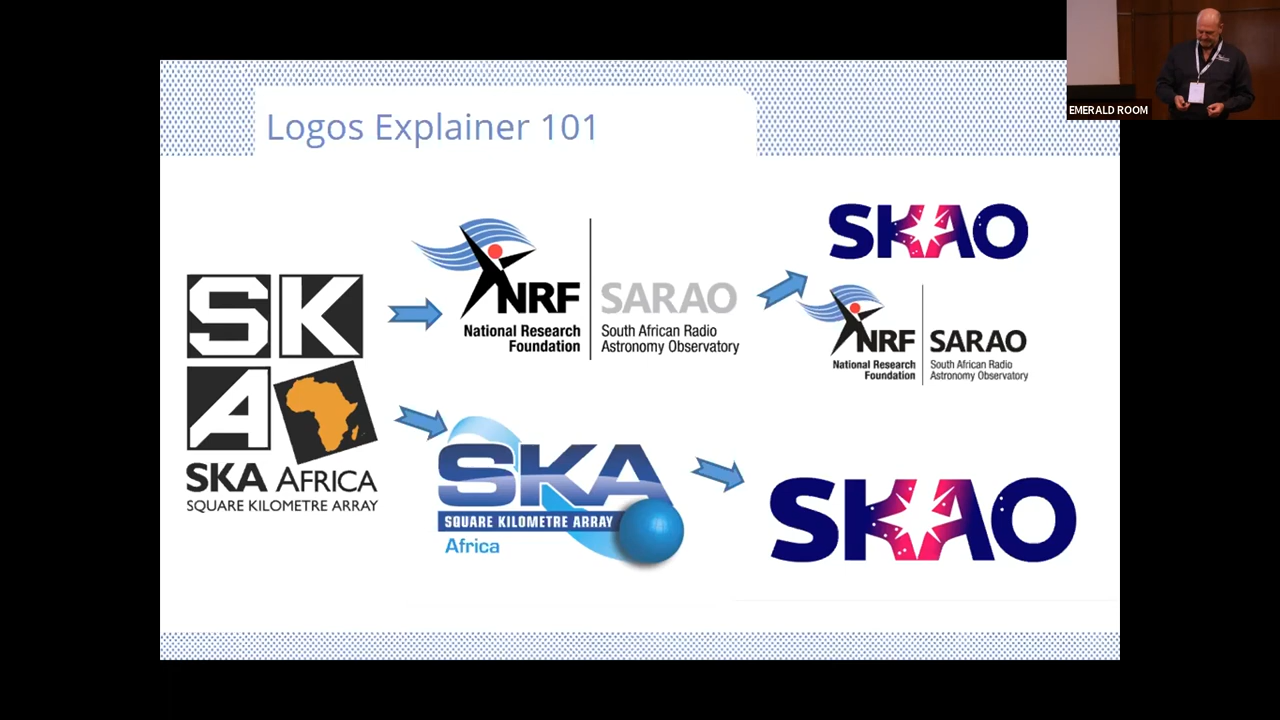 Logos Explainer 101
EMERALD ROOM
SK
A
SKA AFRICA
SQUARE KILOMETRE ARRAY
NRF
National Research
Foundation
SARAO
South African Radio
Astronomy Observatory
SKA
SQUARE KILOMETRE ARRAY
Africa
SKAO
NRF
National Research
Foundation
SARAO
South African Radio
Astronomy Observatory
SKAO